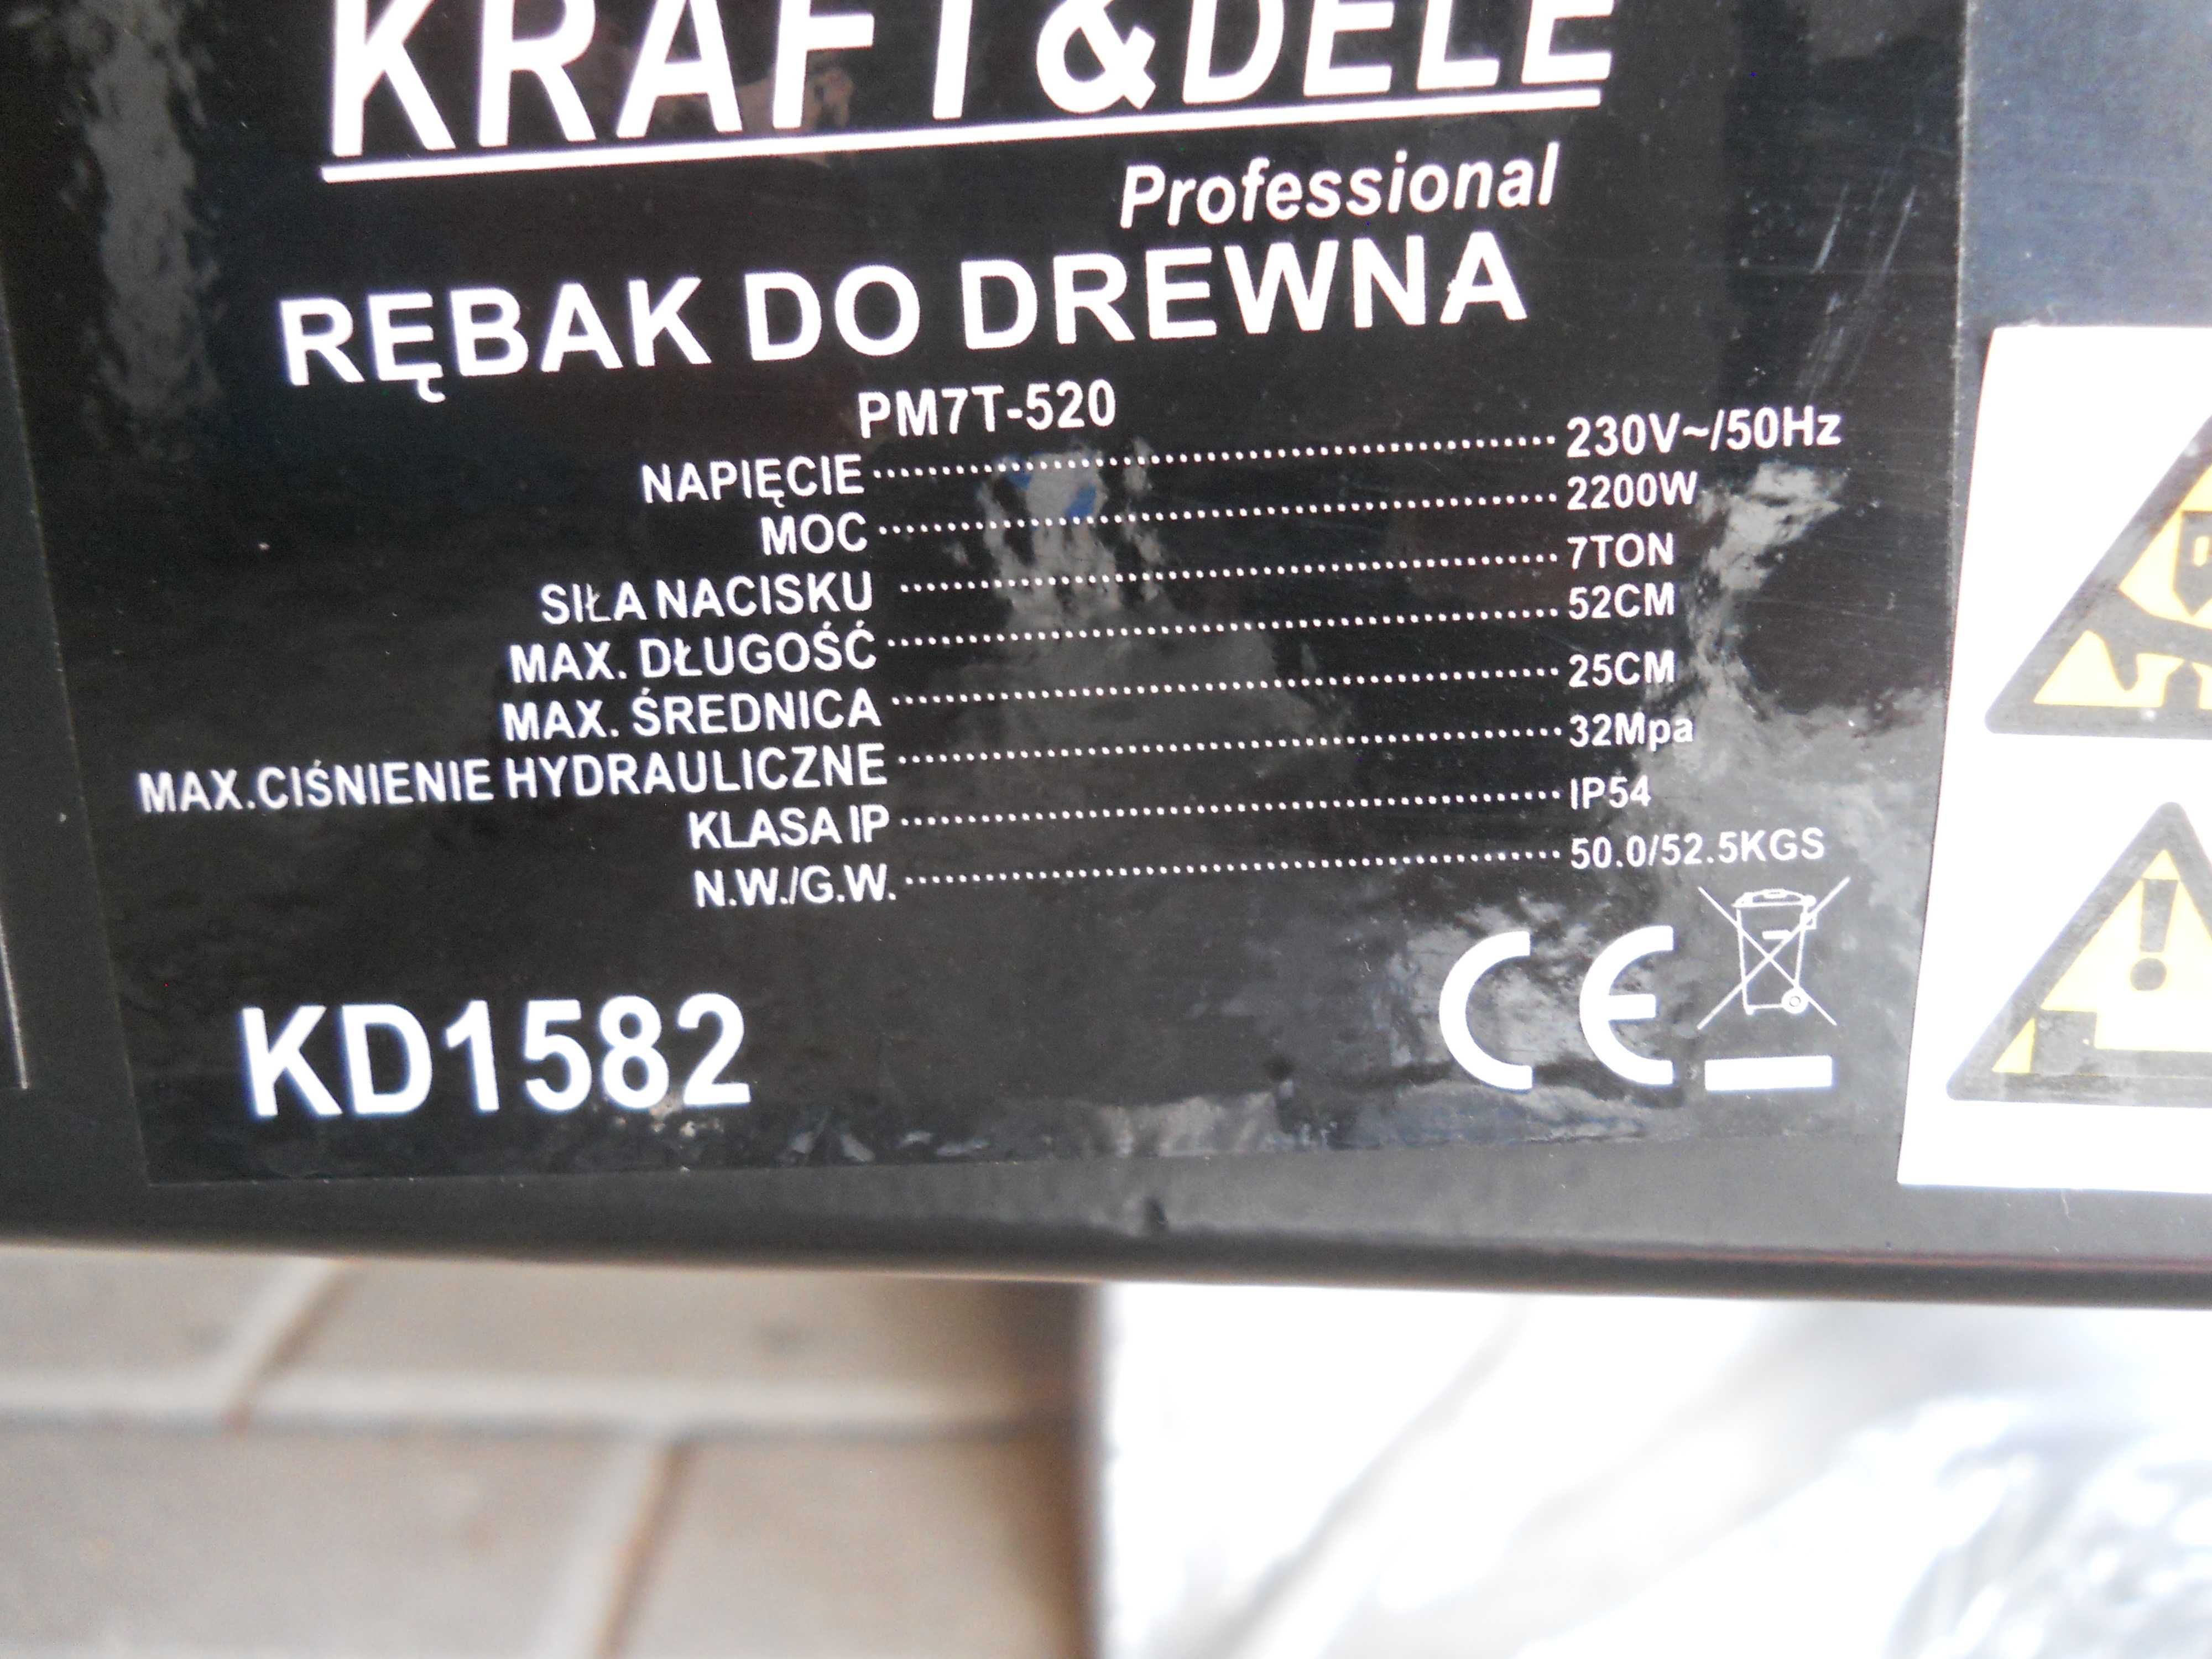 KRAFT&DELE
Professional
RĘBAK DO DREWNA
PM7T-520
NAPIĘCIE 230V~/50Hz
MOC 2200W
SIŁA NACISKU 7TON
MAX. DŁUGOŚĆ 52CM
MAX. ŚREDNICA 25CM
MAX.CIŚNIENIE HYDRAULICZNE 32Mpa
KLASA IP IP54
N.W./G.W. 50.0/52.5KGS
KD1582
CE